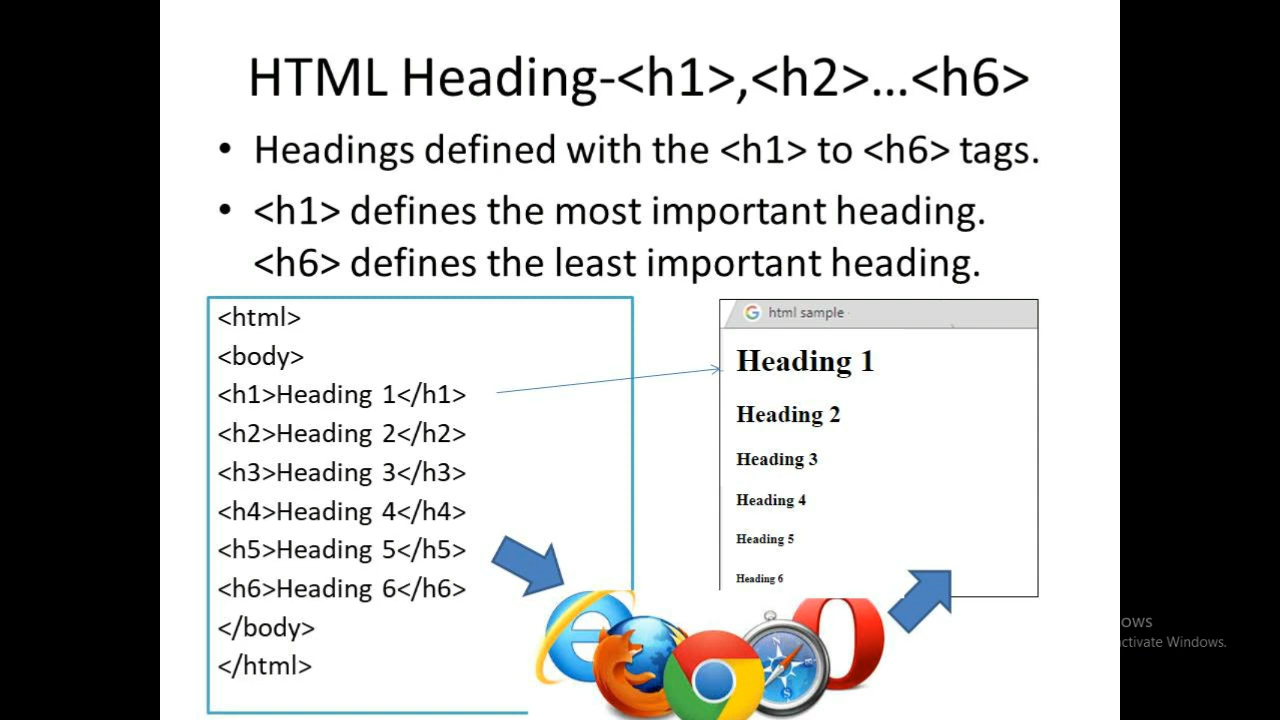 HTML Heading-<h1>,<h2>...<h6>
• Headings defined with the <h1> to <h6> tags.
• <h1> defines the most important heading.
<h6> defines the least important heading.
<html>
<body>
<h1>Heading 1</h1>
<h2>Heading 2</h2>
<h3>Heading 3</h3>
<h4>Heading 4</h4>
<h5>Heading 5</h5>
<h6>Heading 6</h6>
</body>
</html>
html sample
Heading 1
Heading 2
Heading 3
Heading 4
Heading 5
Heading 6
N
S
ows
ctivate Windows.